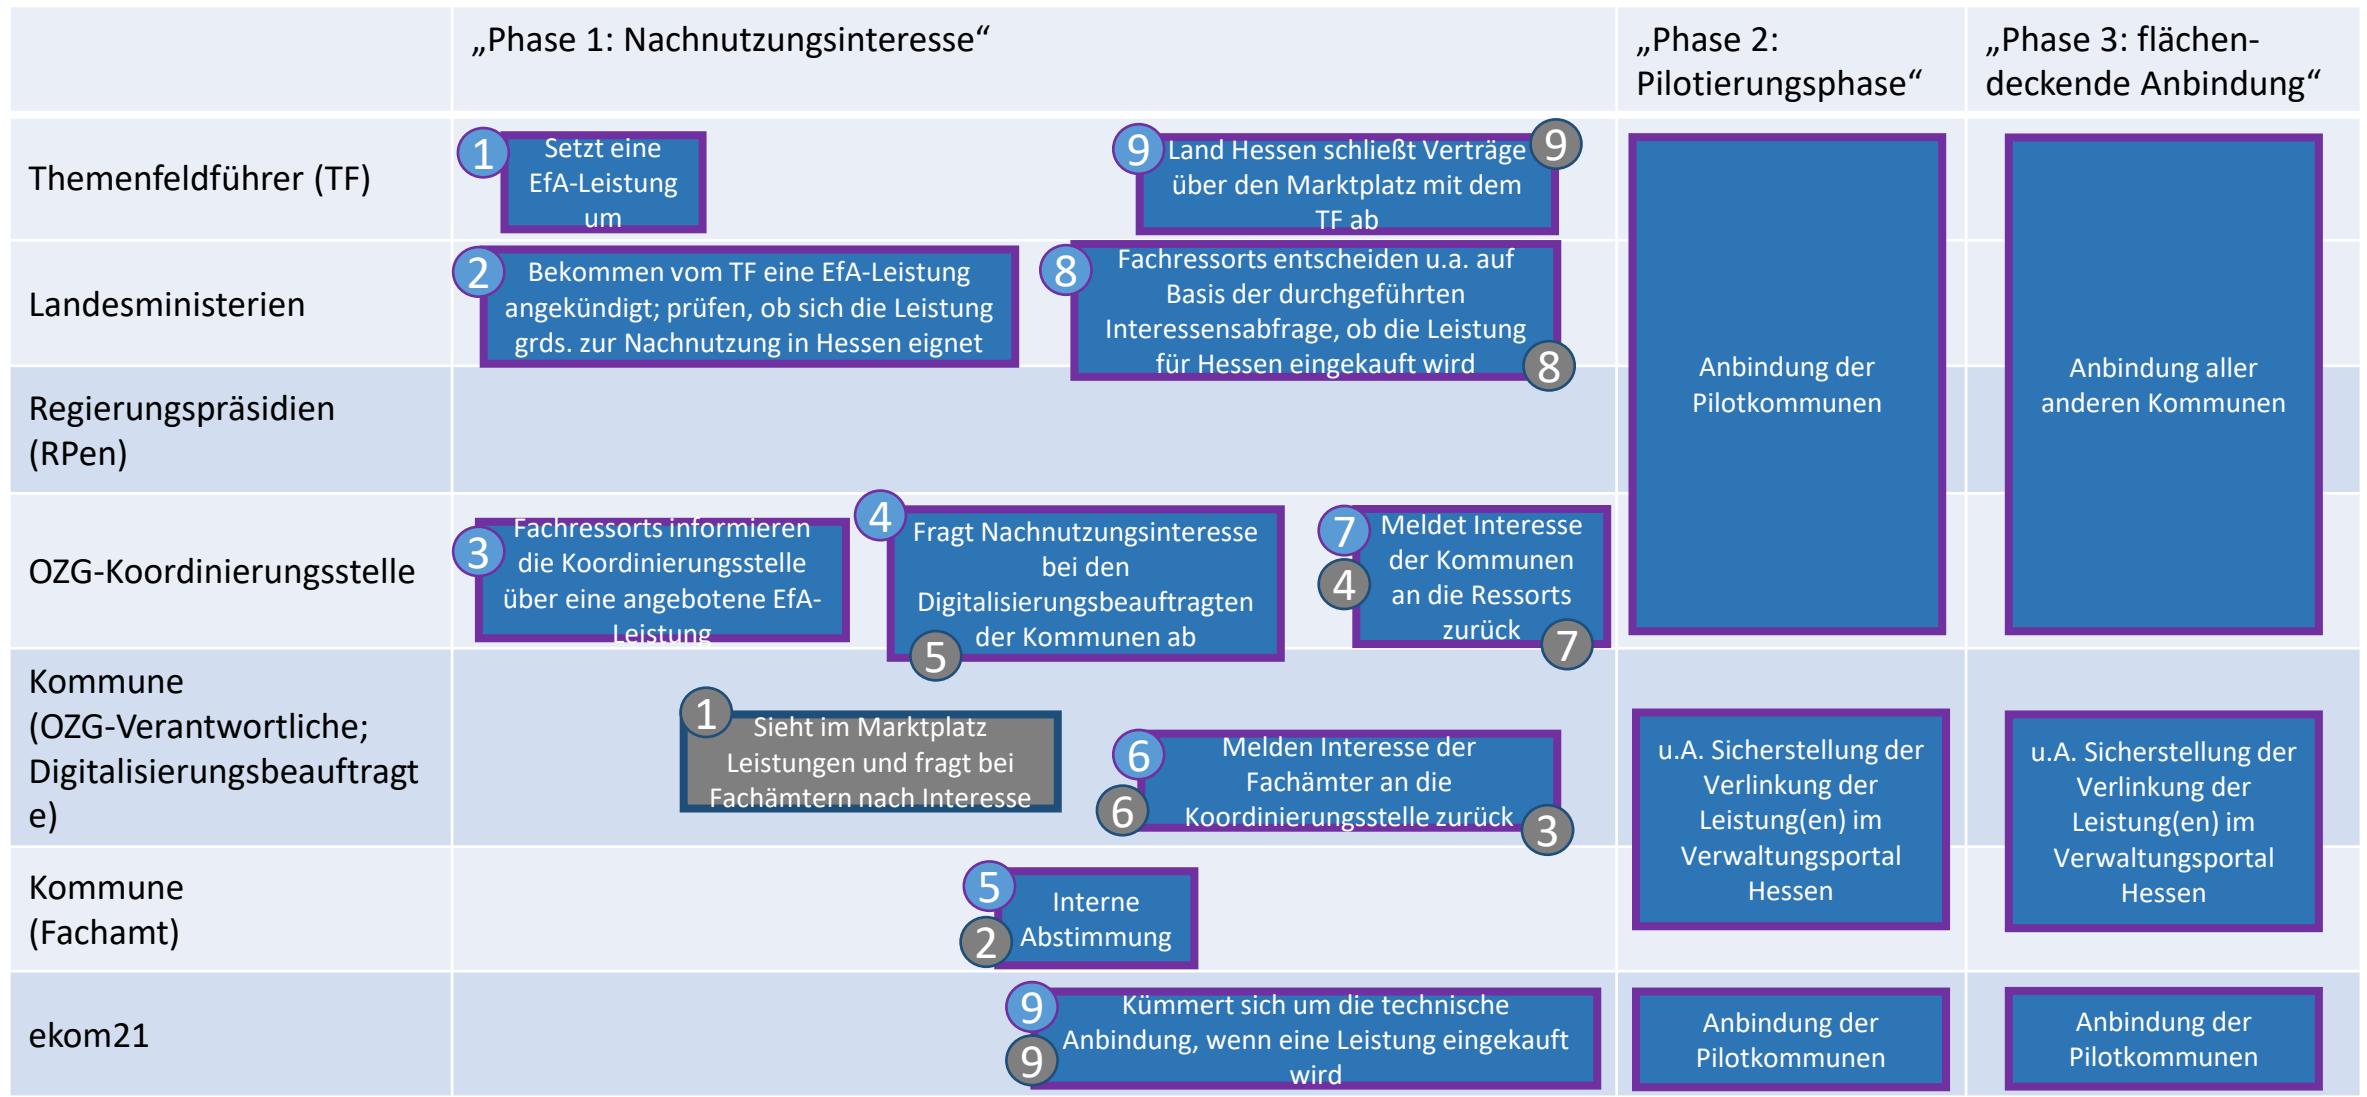 „Phase 1: Nachnutzungsinteresse“
„Phase 2:
Pilotierungsphase“
„Phase 3: flächen-
deckende Anbindung“
Themenfeldführer (TF)
1
Setzt eine
EfA-Leistung
um
9
Land Hessen schließt Verträge
über den Marktplatz mit dem
TF ab
9
Landesministerien
2
Bekommen vom TF eine EfA-Leistung
angekündigt; prüfen, ob sich die Leistung
grds. zur Nachnutzung in Hessen eignet
8
Fachressorts entscheiden u.a. auf
Basis der durchgeführten
Interessensabfrage, ob die Leistung
für Hessen eingekauft wird
8
Anbindung der
Pilotkommunen
Anbindung aller
anderen Kommunen
Regierungspräsidien
(RPen)
OZG-Koordinierungsstelle
3
Fachressorts informieren
die Koordinierungsstelle
über eine angebotene EfA-
Leistung
4
Fragt Nachnutzungsinteresse
bei den
Digitalisierungsbeauftragten
der Kommunen ab
5
7
4
Meldet Interesse
der Kommunen
an die Ressorts
zurück
7
Kommune
(OZG-Verantwortliche;
Digitalisierungsbeauftragt
e)
1
Sieht im Marktplatz
Leistungen und fragt bei
Fachämtern nach Interesse
6
6
Melden Interesse der
Fachämter an die
Koordinierungsstelle zurück
3
u.A. Sicherstellung der
Verlinkung der
Leistung(en) im
Verwaltungsportal
Hessen
u.A. Sicherstellung der
Verlinkung der
Leistung(en) im
Verwaltungsportal
Hessen
Kommune
(Fachamt)
5
2
Interne
Abstimmung
ekom21
9
9
Kümmert sich um die technische
Anbindung, wenn eine Leistung eingekauft
wird
Anbindung der
Pilotkommunen
Anbindung der
Pilotkommunen